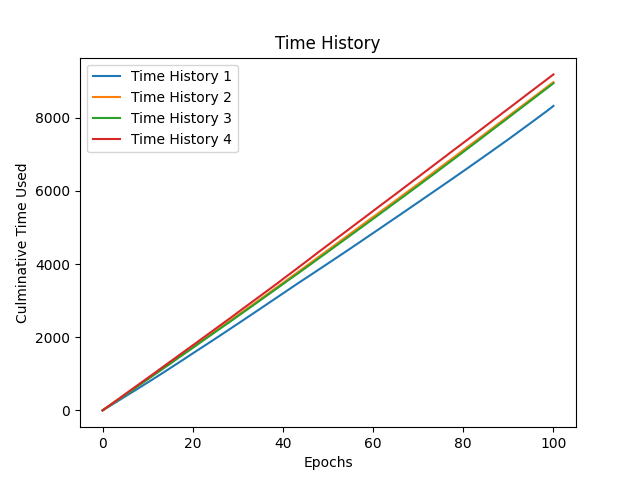 Time History
Time History 1
Time History 2
Time History 3
Time History 4
Culminative Time Used
8000
6000
4000
2000
0
0 20 40 60 80 100
Epochs